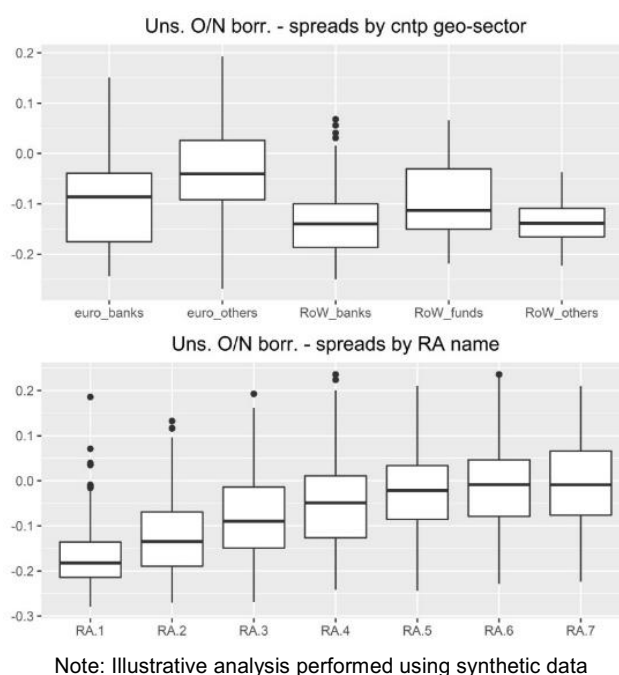 Uns. O/N borr. - spreads by cntp geo-sector
0.2
0.1
0.0
-0.1
-0.2
euro_banks euro_others RoW_banks RoW_funds RoW_others
Uns. O/N borr. - spreads by RA name
0.2
0.1
0.0
-0.1
-0.2
-0.3
RA.1 RA.2 RA.3 RA.4 RA.5 RA.6 RA.7
Note: Illustrative analysis performed using synthetic data